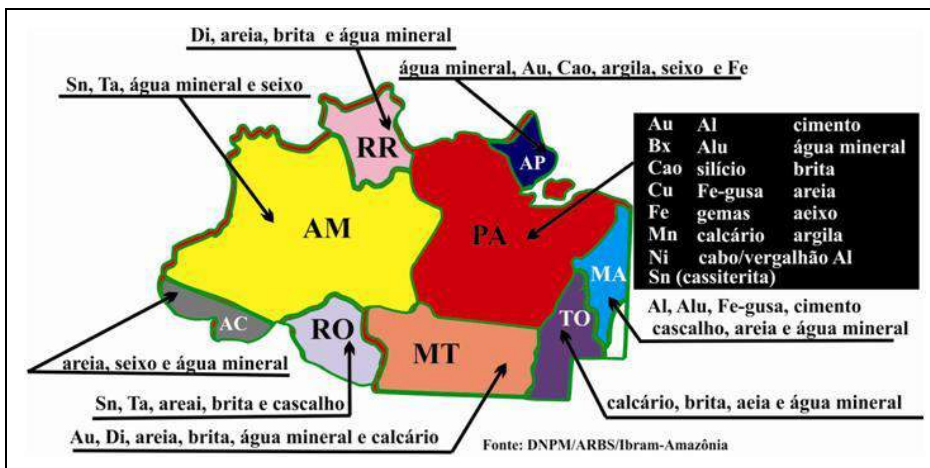 Di, areia, brita e água mineral
água mineral, Au, Cao, argila, seixo e Fe
Sn, Ta, água mineral e seixo
RR
AP
AM
PA
Au Al cimento
Bx Alu água mineral
Cao silício brita
Cu Fe-gusa areia
Fe gemas aeixo
Mn calcário argila
Ni cabo/vergalhão Al
Sn (cassiterita)
MA
AC
RO
MT
TO
Al, Alu, Fe-gusa, cimento
cascalho, areia e água mineral
areia, seixo e água mineral
Sn, Ta, areai, brita e cascalho
calcário, brita, aeia e água mineral
Au, Di, areia, brita, água mineral e calcário
Fonte: DNPM/ARBS/Ibram-Amazônia